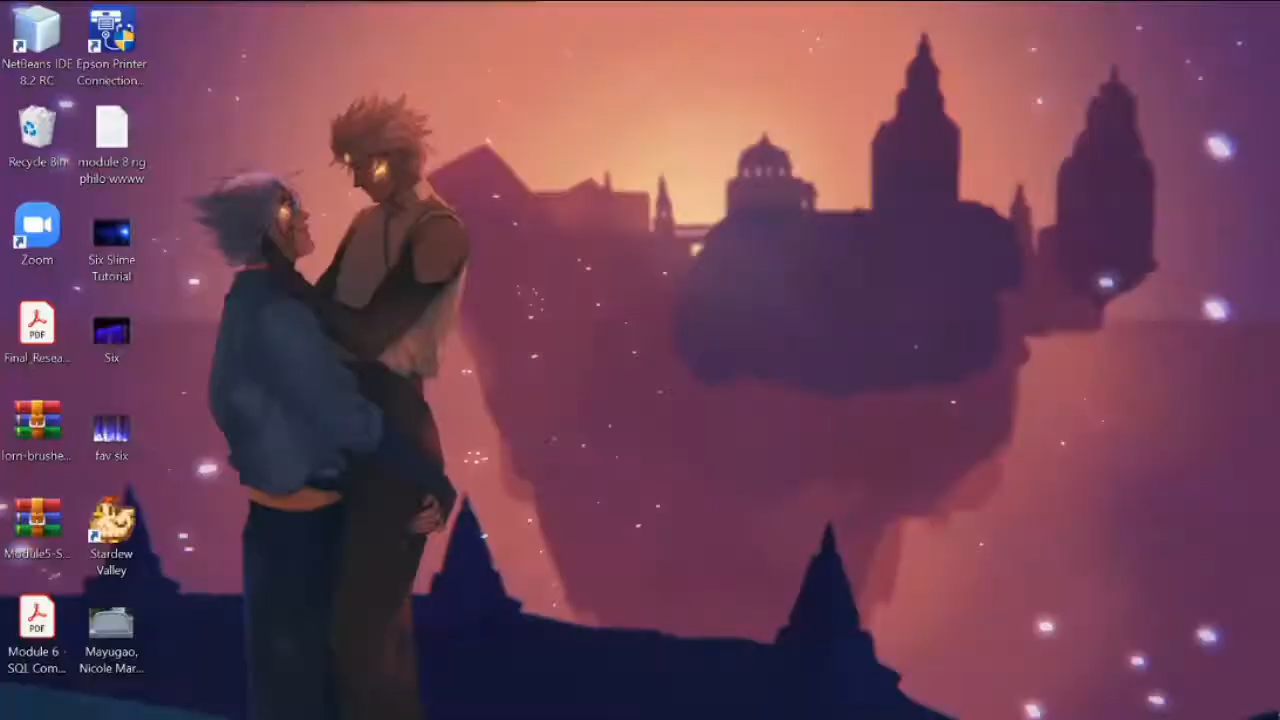 NetBeans IDE
8.2 RC
Epson Printer
Connection...
Recycle Bin
module 8 ng
philo wwww
Zoom
Six Slime
Tutorial
PDF
Final_Resea...
Six
lorn-brushe...
fav six
Module5-S...
Stardew
Valley
PDF
Module 6 -
SQL Com...
Mayugao,
Nicole Mar...